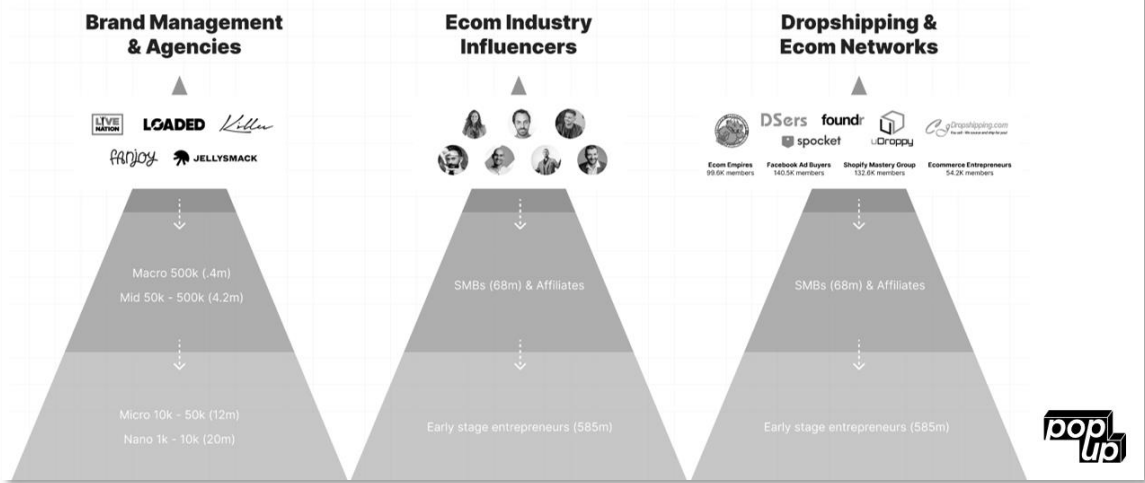 Brand Management
& Agencies
LIVE NATION
LOADED
Killer
FANJOY
JELLYSMACK
Macro 500k (.4m)
Mid 50k - 500k (4.2m)
Micro 10k - 50k (12m)
Nano 1k - 10k (20m)
Ecom Industry
Influencers
SMBs (68m) & Affiliates
Early stage entrepreneurs (585m)
Dropshipping &
Ecom Networks
DSers
foundr
spocket
uDroppy
CJDropshipping.com
Ecom Empires
99.6K members
Facebook Ad Buyers
140.5K members
Shopify Mastery Group
132.6K members
Ecommerce Entrepreneurs
54.2K members
SMBs (68m) & Affiliates
Early stage entrepreneurs (585m)
pop
up